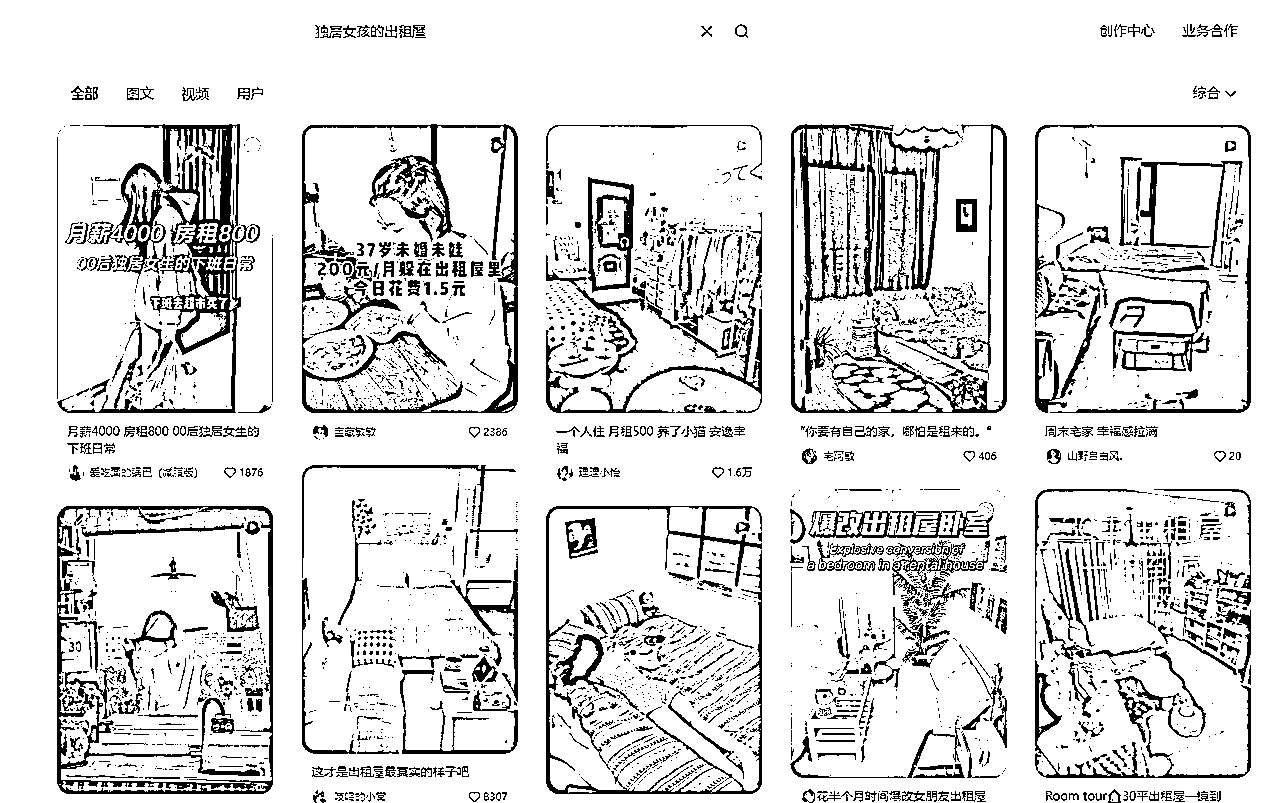 独居女孩的出租屋
创作中心 业务合作
全部 图文 视频 用户
综合
月薪4000 房租800
00后独居女生的下班日常
下班去超市买了
月薪4000 房租800 00后独居女生的
下班日常
1876
37岁未婚未娃
200元/月躲在出租屋里
今日花费1.5元
2386
一个人住 月租500 养了小猫 安逸幸
福
1.6万
“你要有自己的家，哪怕是租来的。“
406
周末宅家 幸福感拉满
山野自由风.
20
30
这才是出租屋最真实的样子吧
8307
爆改出租屋卧室
Explosive conversion of
a bedroom in a rental house
花半个月时间爆改女朋友出租屋
Room tour 30平出租屋一镜到